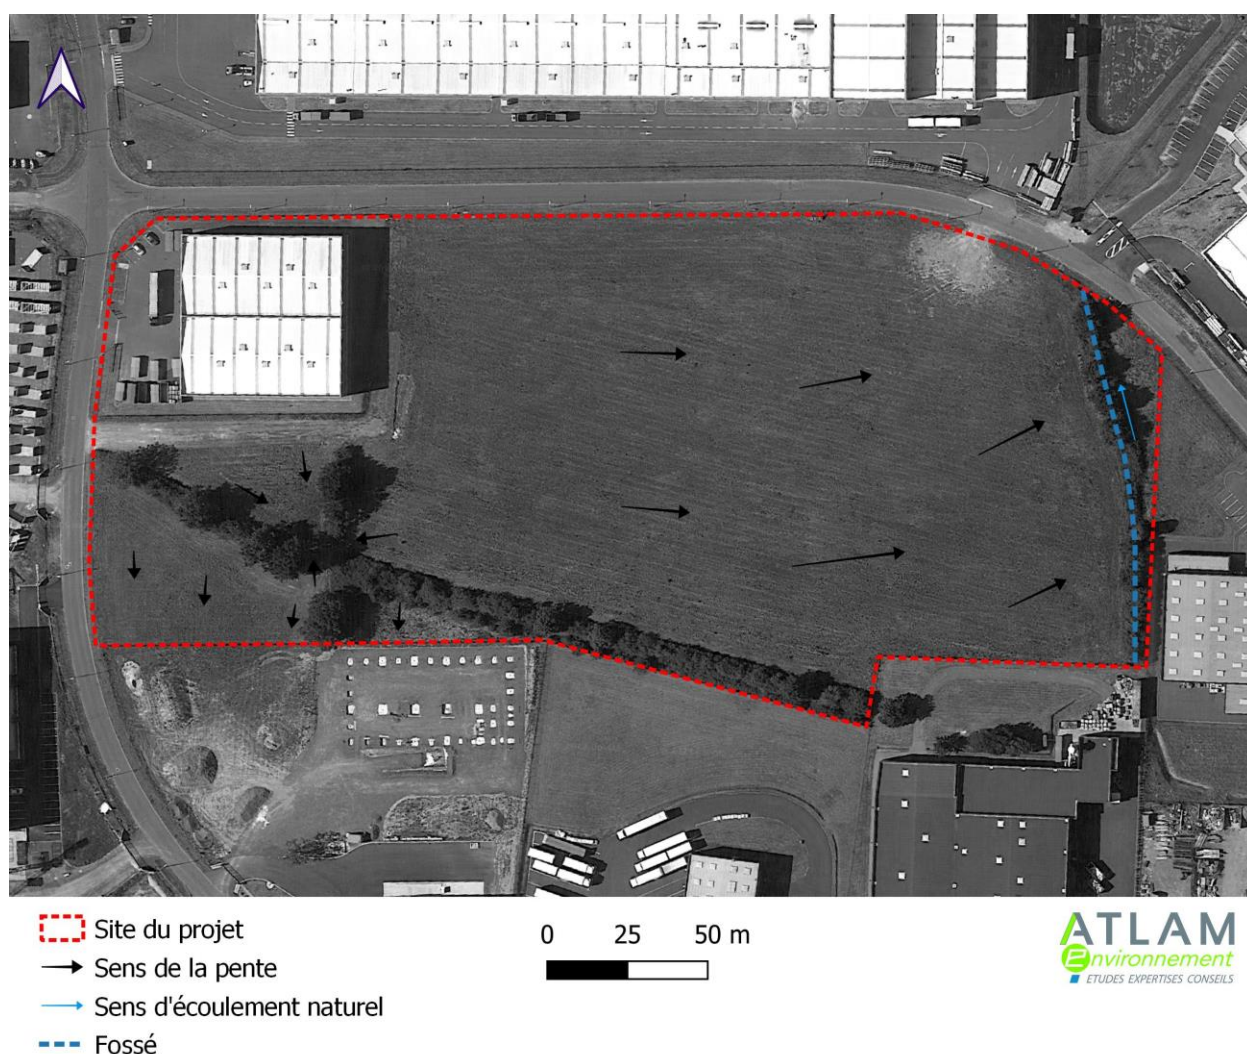 Site du projet
Sens de la pente
Sens d'écoulement naturel
Fossé
0 25 50 m
ATLAM
Environnement
ETUDES EXPERTISES CONSEILS